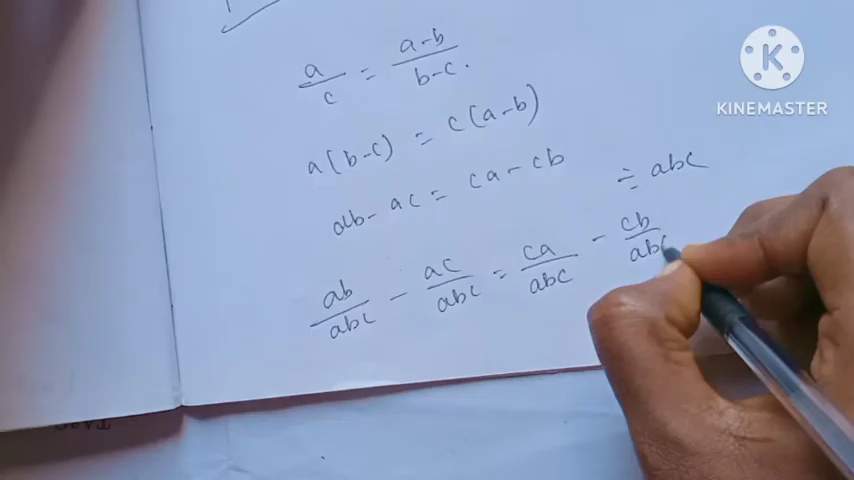 a/c = (a-b)/(b-c).
a(b-c) = c(a-b)
ab - ac = ca - cb ÷ abc
ab/abc - ac/abc = ca/abc - cb/abc
K
KINEMASTER